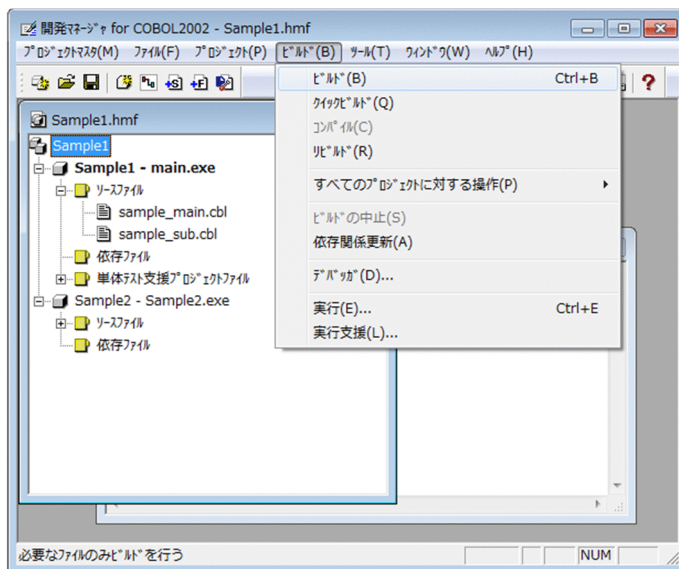 開発ﾏﾈｰｼﾞｬ for COBOL2002 - Sample1.hmf
ﾌﾟﾛｼﾞｪｸﾄﾏｽﾀ(M) ﾌｧｲﾙ(F) ﾌﾟﾛｼﾞｪｸﾄ(P) ﾋﾞﾙﾄﾞ(B) ﾂｰﾙ(T) ｳｨﾝﾄﾞｳ(W) ﾍﾙﾌﾟ(H)
ﾋﾞﾙﾄﾞ(B) Ctrl+B
ｸｲｯｸﾋﾞﾙﾄﾞ(Q)
ｺﾝﾊﾟｲﾙ(C)
ﾘﾋﾞﾙﾄﾞ(R)
すべてのﾌﾟﾛｼﾞｪｸﾄに対する操作(P)
ﾋﾞﾙﾄﾞの中止(S)
依存関係更新(A)
ﾃﾞﾊﾞｯｶﾞ(D)...
実行(E)... Ctrl+E
実行支援(L)...
Sample1.hmf
Sample1
Sample1 - main.exe
ｿｰｽﾌｧｲﾙ
sample_main.cbl
sample_sub.cbl
依存ﾌｧｲﾙ
単体ﾃｽﾄ支援ﾌﾟﾛｼﾞｪｸﾄﾌｧｲﾙ
Sample2 - Sample2.exe
ｿｰｽﾌｧｲﾙ
依存ﾌｧｲﾙ
必要なﾌｧｲﾙのみﾋﾞﾙﾄﾞを行う
NUM